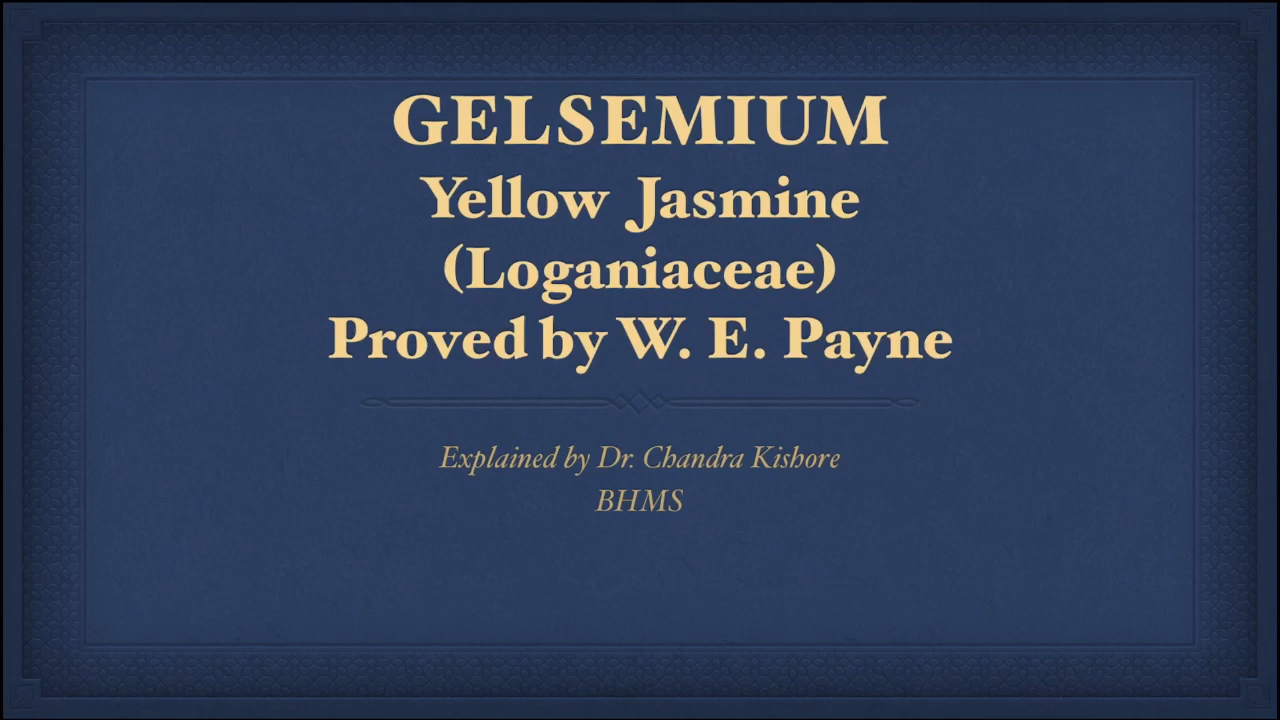 GELSEMIUM
Yellow Jasmine
(Loganiaceae)
Proved by W. E. Payne
Explained by Dr. Chandra Kishore
BHMS